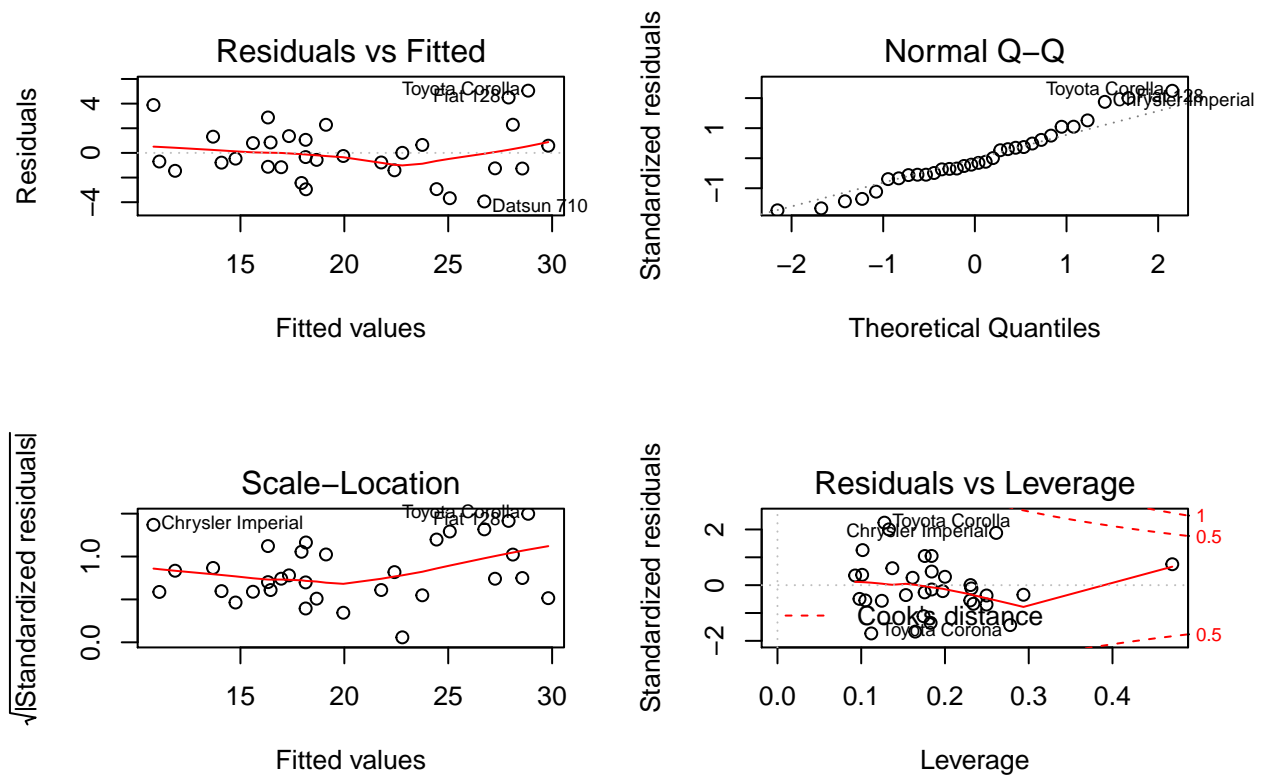 Residuals vs Fitted
Residuals
−4
0
4
Toyota Corolla
Fiat 128
Datsun 710
15
20
25
30
Fitted values
Normal Q−Q
Standardized residuals
−1
1
Toyota Corolla
Fiat 128
Chrysler Imperial
−2
−1
0
1
2
Theoretical Quantiles
Scale−Location
√|Standardized residuals|
0.0
1.0
Chrysler Imperial
Toyota Corolla
Fiat 128
15
20
25
30
Fitted values
Residuals vs Leverage
Standardized residuals
−2
0
2
Toyota Corolla
Chrysler Imperial
Cook's distance
Toyota Corona
1
0.5
0.5
0.0
0.1
0.2
0.3
0.4
Leverage